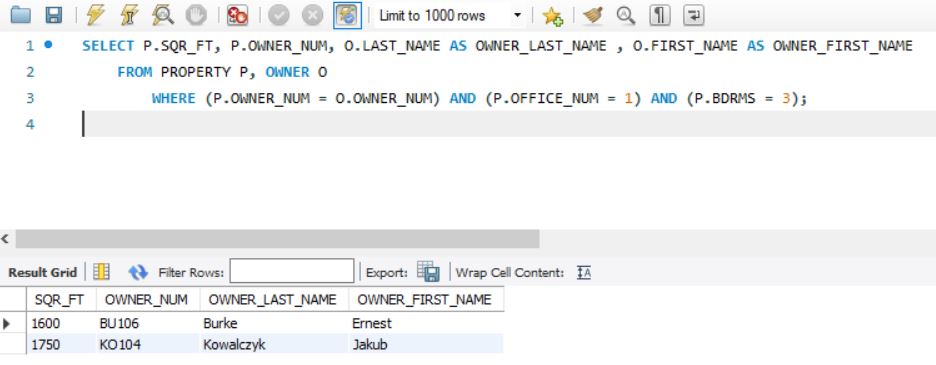 Limit to 1000 rows
1 SELECT P.SQR_FT, P.OWNER_NUM, O.LAST_NAME AS OWNER_LAST_NAME , O.FIRST_NAME AS OWNER_FIRST_NAME
2 FROM PROPERTY P, OWNER O
3 WHERE (P.OWNER_NUM = O.OWNER_NUM) AND (P.OFFICE_NUM = 1) AND (P.BDRMS = 3);
4
Result Grid Filter Rows: Export: Wrap Cell Content:
SQR_FT OWNER_NUM OWNER_LAST_NAME OWNER_FIRST_NAME
1600 BU106 Burke Ernest
1750 KO104 Kowalczyk Jakub